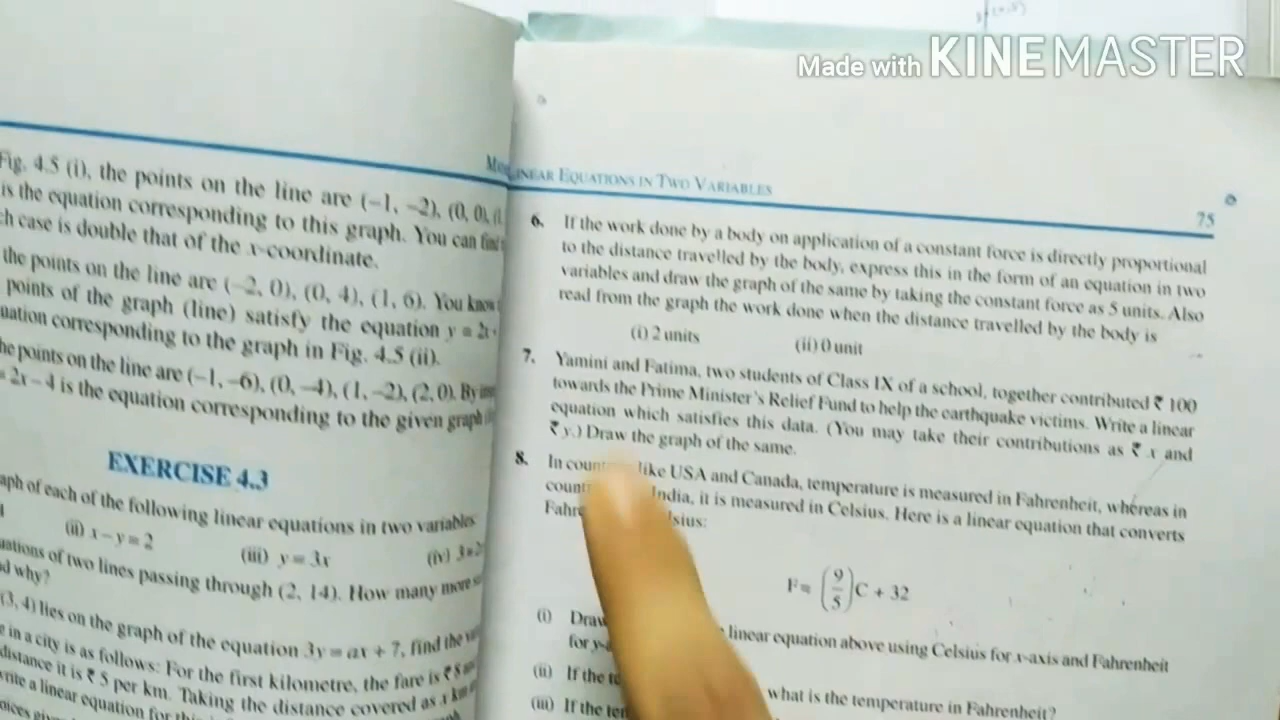 Made with KINEMASTER
Fig. 4.5 (i), the points on the line are (−1, −2), (0, 0),
is the equation corresponding to this graph. You can find
ch case is double that of the x-coordinate.
the points on the line are (−2, 0), (0, 4), (1, 6). You know
points of the graph (line) satisfy the equation y = 2x
uation corresponding to the graph in Fig. 4.5 (ii).
he points on the line are (−1, −6), (0, −4), (1, −2), (2, 0). By
= 2x − 4 is the equation corresponding to the given graph
EXERCISE 4.3
aph of each of the following linear equations in two variables
(ii) x − y = 2 (iii) y = 3x (iv) 3 = 2
uations of two lines passing through (2, 14). How many more
d why?
(3, 4) lies on the graph of the equation 3y = ax + 7, find the
e in a city is as follows: For the first kilometre, the fare is ₹ 8
distance it is ₹ 5 per km. Taking the distance covered as x km
write a linear equation for
LINEAR EQUATIONS IN TWO VARIABLES
75
6. If the work done by a body on application of a constant force is directly proportional
to the distance travelled by the body, express this in the form of an equation in two
variables and draw the graph of the same by taking the constant force as 5 units. Also
read from the graph the work done when the distance travelled by the body is
(i) 2 units (ii) 0 unit
7. Yamini and Fatima, two students of Class IX of a school, together contributed ₹ 100
towards the Prime Minister's Relief Fund to help the earthquake victims. Write a linear
equation which satisfies this data. (You may take their contributions as ₹ x and
₹ y.) Draw the graph of the same.
8. In coun like USA and Canada, temperature is measured in Fahrenheit, whereas in
coun India, it is measured in Celsius. Here is a linear equation that converts
Fahre lsius:
F = (9/5)C + 32
(i) Draw linear equation above using Celsius for x-axis and Fahrenheit
for y-a
(ii) If the te what is the temperature in Fahrenheit?
(iii) If the ten